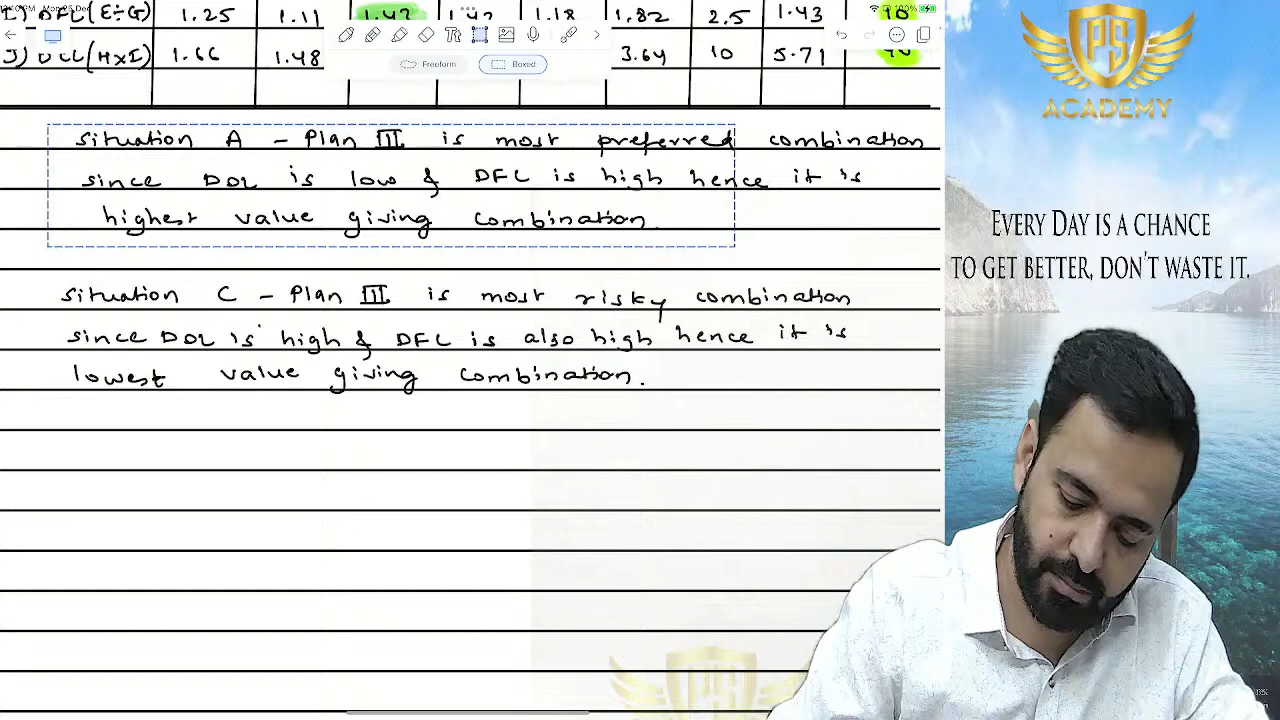 I) DFL (E÷G) 1.25 1.11 1.42 1.42 1.18 1.82 2.5 1.43 10
J) DCL (H×I) 1.66 1.48 3.64 10 5.71 40
Freeform Boxed
Situation A - Plan III is most preferred combination
since DOL is low & DFL is high hence it is
highest value giving combination.
Situation C - Plan III is most risky combination
since DOL is high & DFL is also high hence it is
lowest value giving combination.
PS
ACADEMY
EVERY DAY IS A CHANCE
TO GET BETTER, DON'T WASTE IT.
PS